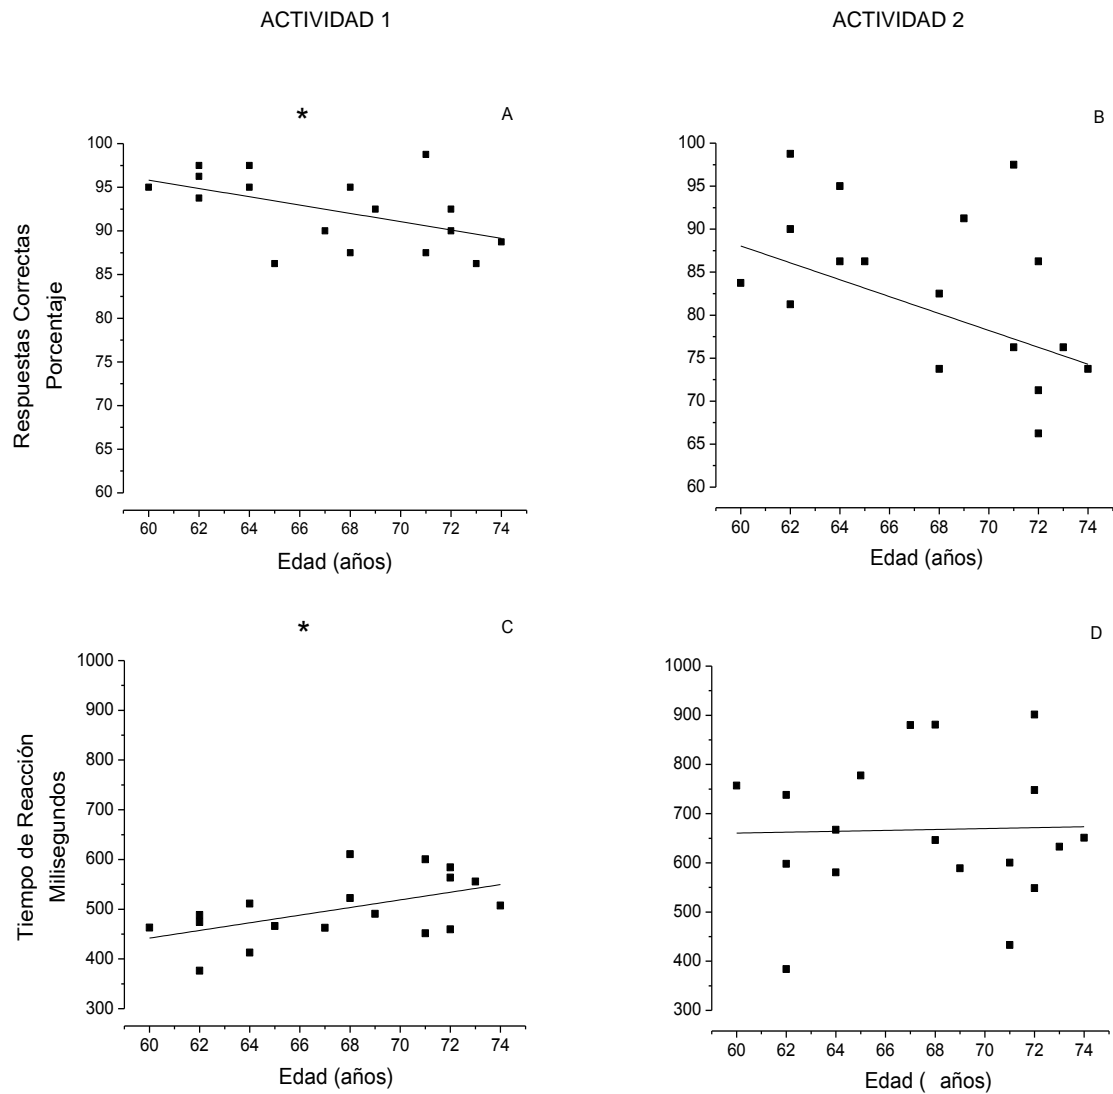 ACTIVIDAD 1
ACTIVIDAD 2
* A
B
100
95
90
85
80
75
70
65
60
Respuestas Correctas
Porcentaje
60 62 64 66 68 70 72 74
Edad (años)
100
95
90
85
80
75
70
65
60
60 62 64 66 68 70 72 74
Edad (años)
* C
D
1000
900
800
700
600
500
400
300
Tiempo de Reacción
Milisegundos
60 62 64 66 68 70 72 74
Edad (años)
1000
900
800
700
600
500
400
300
60 62 64 66 68 70 72 74
Edad ( años)